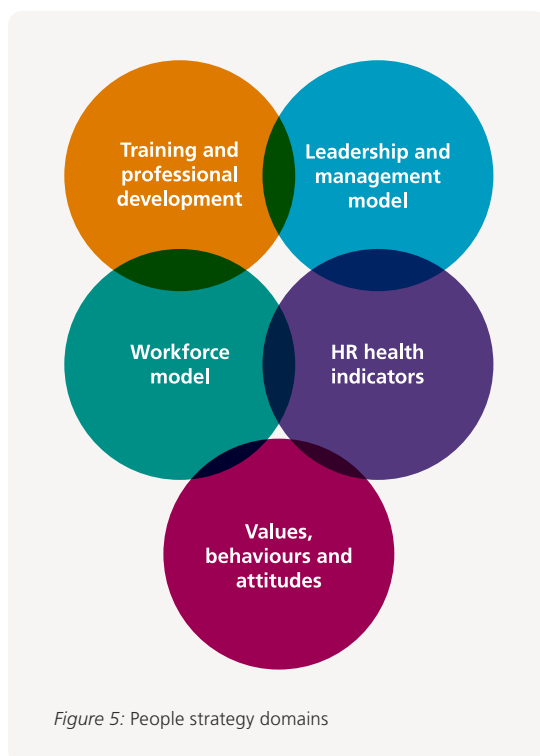 Training and
professional
development
Leadership and
management
model
Workforce
model
HR health
indicators
Values,
behaviours and
attitudes
Figure 5: People strategy domains